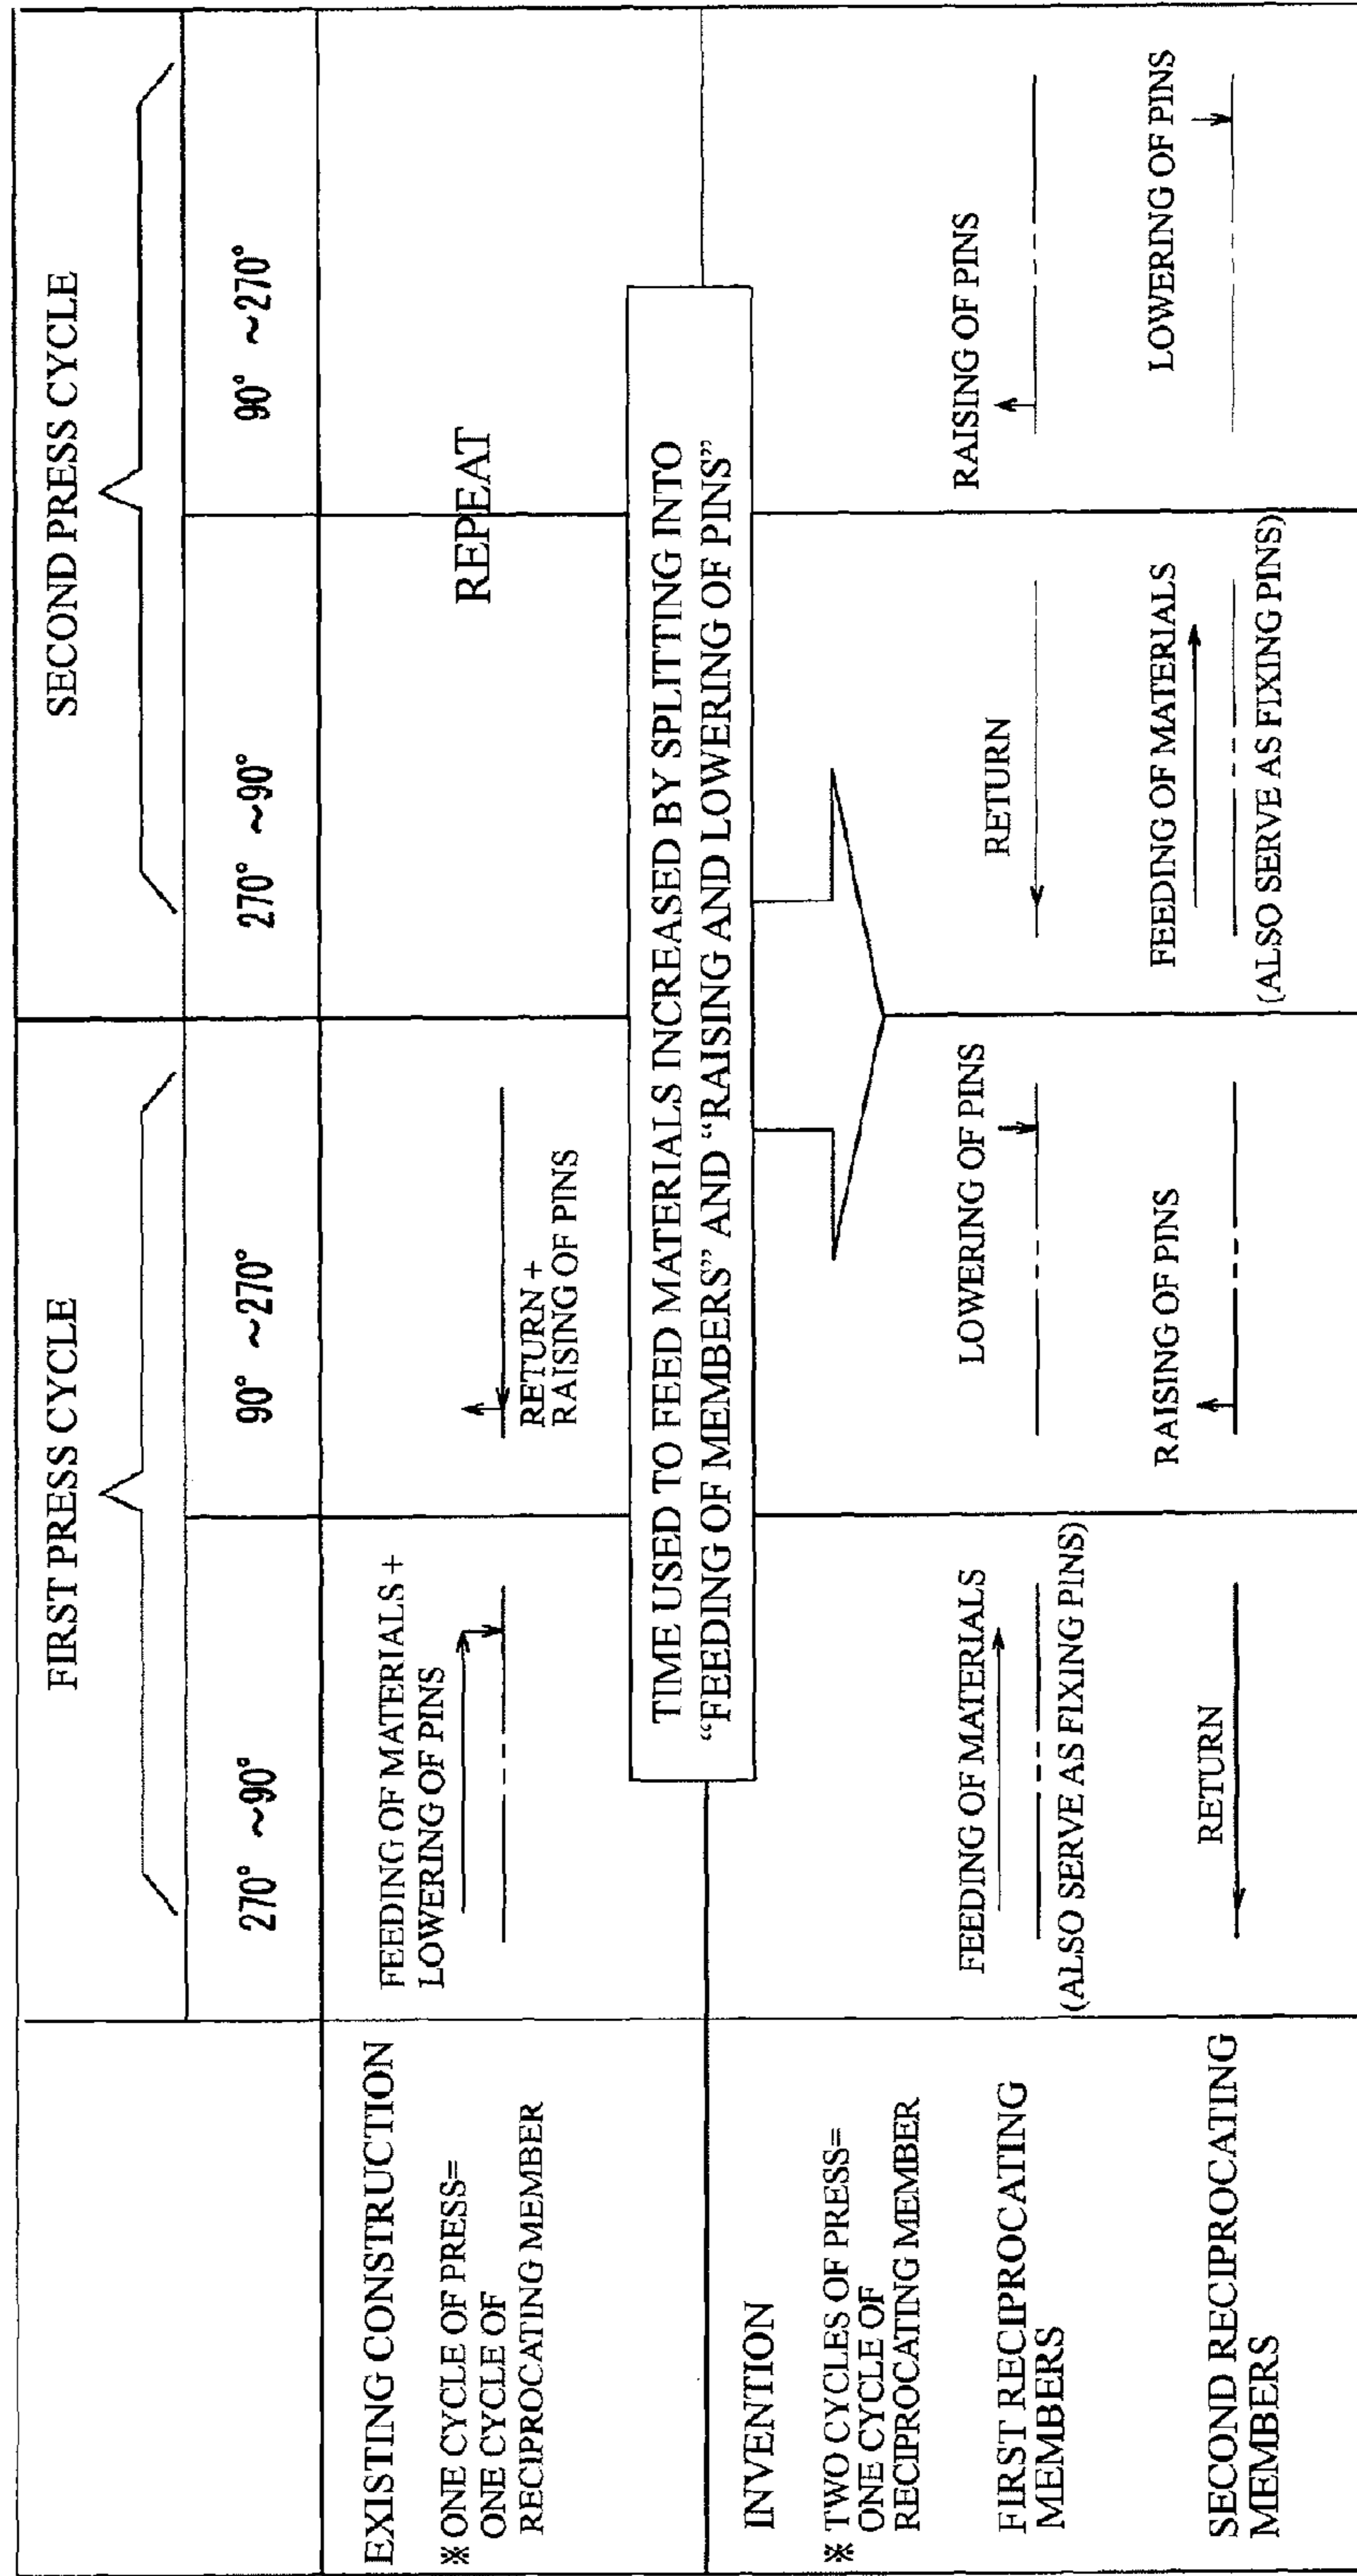 FIRST PRESS CYCLE
SECOND PRESS CYCLE
270° ~90°
90° ~270°
270° ~90°
90° ~270°
EXISTING CONSTRUCTION
※ ONE CYCLE OF PRESS=
ONE CYCLE OF
RECIPROCATING MEMBER
FEEDING OF MATERIALS +
LOWERING OF PINS
RETURN +
RAISING OF PINS
REPEAT
TIME USED TO FEED MATERIALS INCREASED BY SPLITTING INTO
“FEEDING OF MEMBERS” AND “RAISING AND LOWERING OF PINS”
INVENTION
※ TWO CYCLES OF PRESS=
ONE CYCLE OF
RECIPROCATING MEMBER
FIRST RECIPROCATING
MEMBERS
FEEDING OF MATERIALS
(ALSO SERVE AS FIXING PINS)
LOWERING OF PINS
RETURN
RAISING OF PINS
SECOND RECIPROCATING
MEMBERS
RETURN
RAISING OF PINS
FEEDING OF MATERIALS
(ALSO SERVE AS FIXING PINS)
LOWERING OF PINS